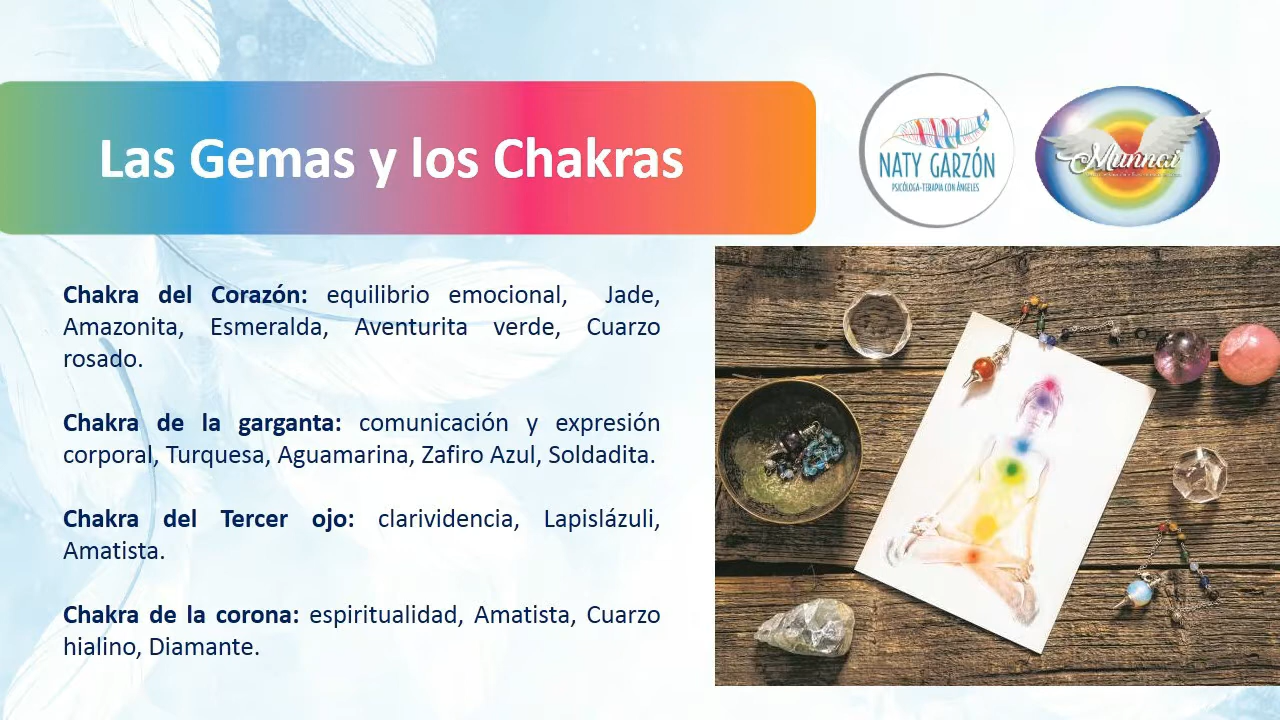 Las Gemas y los Chakras
NATY GARZÓN
PSICÓLOGA-TERAPIA CON ÁNGELES
Munnai
Chakra del Corazón: equilibrio emocional, Jade,
Amazonita, Esmeralda, Aventurita verde, Cuarzo
rosado.
Chakra de la garganta: comunicación y expresión
corporal, Turquesa, Aguamarina, Zafiro Azul, Soldadita.
Chakra del Tercer ojo: clarividencia, Lapislázuli,
Amatista.
Chakra de la corona: espiritualidad, Amatista, Cuarzo
hialino, Diamante.